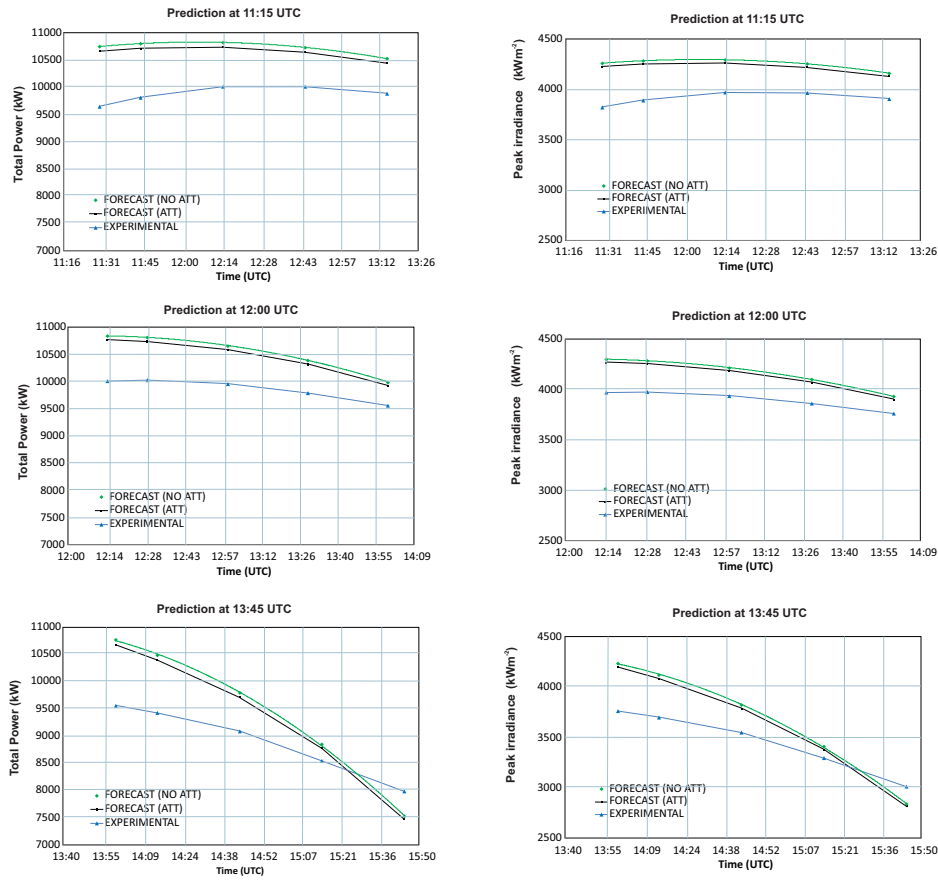 Prediction at 11:15 UTC
Total Power (kW)
11000
10500
10000
9500
9000
8500
8000
7500
7000
FORECAST (NO ATT)
FORECAST (ATT)
EXPERIMENTAL
11:16 11:31 11:45 12:00 12:14 12:28 12:43 12:57 13:12 13:26
Time (UTC)
Prediction at 11:15 UTC
Peak irradiance (kWm-2)
4500
4000
3500
3000
2500
FORECAST (NO ATT)
FORECAST (ATT)
EXPERIMENTAL
11:16 11:31 11:45 12:00 12:14 12:28 12:43 12:57 13:12 13:26
Time (UTC)
Prediction at 12:00 UTC
Total Power (kW)
11000
10500
10000
9500
9000
8500
8000
7500
7000
FORECAST (NO ATT)
FORECAST (ATT)
EXPERIMENTAL
12:00 12:14 12:28 12:57 13:12 13:26 13:40 13:55 14:09
Time (UTC)
Prediction at 12:00 UTC
Peak irradiance (kWm-2)
4500
4000
3500
3000
2500
FORECAST (NO ATT)
FORECAST (ATT)
EXPERIMENTAL
12:00 12:14 12:28 12:57 13:12 13:26 13:40 13:55 14:09
Time (UTC)
Prediction at 13:45 UTC
Total Power (kW)
11000
10500
10000
9500
9000
8500
8000
7500
7000
FORECAST (NO ATT)
FORECAST (ATT)
EXPERIMENTAL
13:40 13:55 14:09 14:24 14:38 14:52 15:07 15:21 15:36 15:50
Time (UTC)
Prediction at 13:45 UTC
Peak irradiance (kWm-2)
4500
4000
3500
3000
2500
FORECAST (NO ATT)
FORECAST (ATT)
EXPERIMENTAL
13:40 13:55 14:09 14:24 14:38 14:52 15:07 15:21 15:36 15:50
Time (UTC)